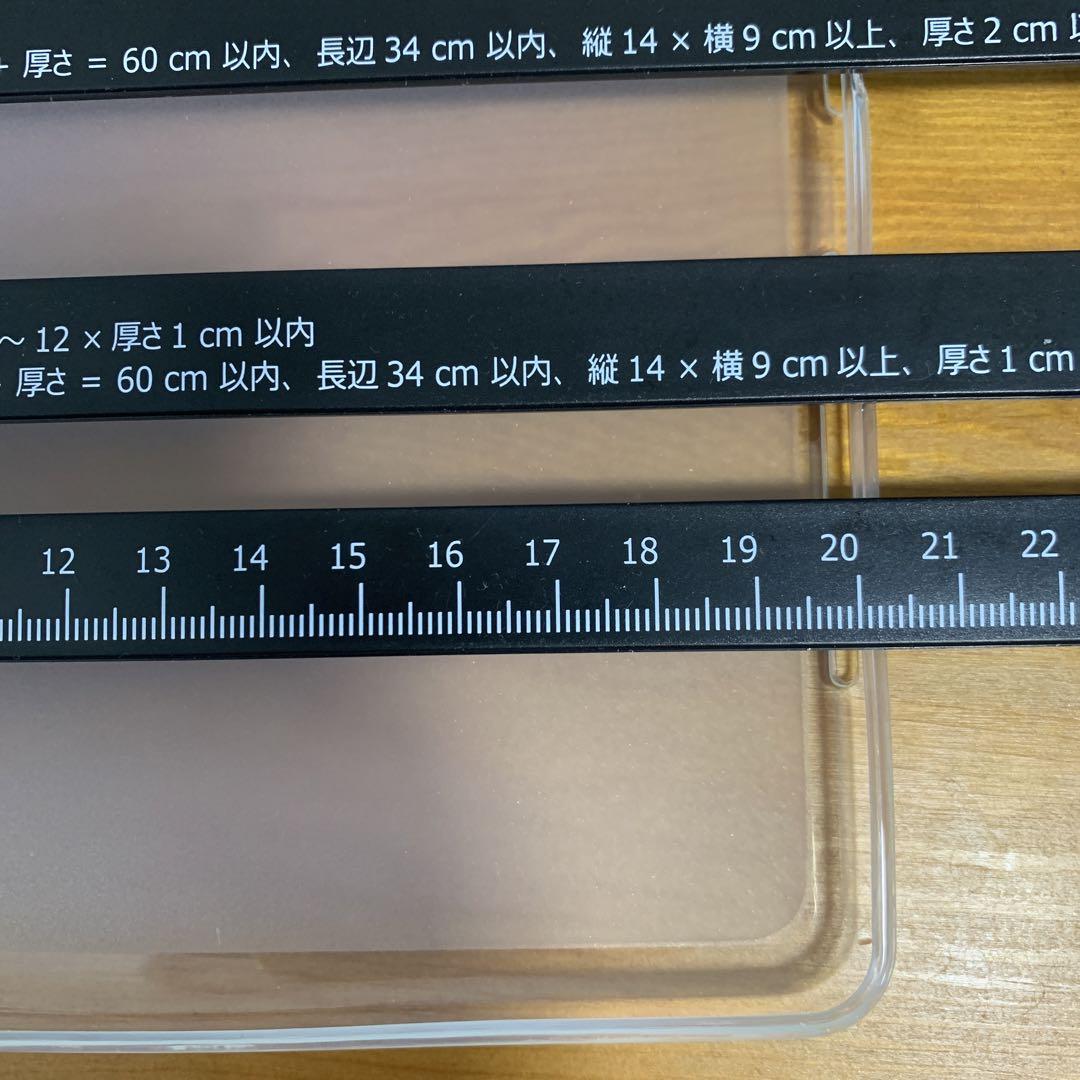 + 厚さ = 60 cm 以内、長辺 34 cm 以内、縦 14 × 横 9 cm 以上、厚さ 2 cm
～ 12 × 厚さ 1 cm 以内
厚さ = 60 cm 以内、長辺 34 cm 以内、縦 14 × 横 9 cm 以上、厚さ 1 cm
12 13 14 15 16 17 18 19 20 21 22